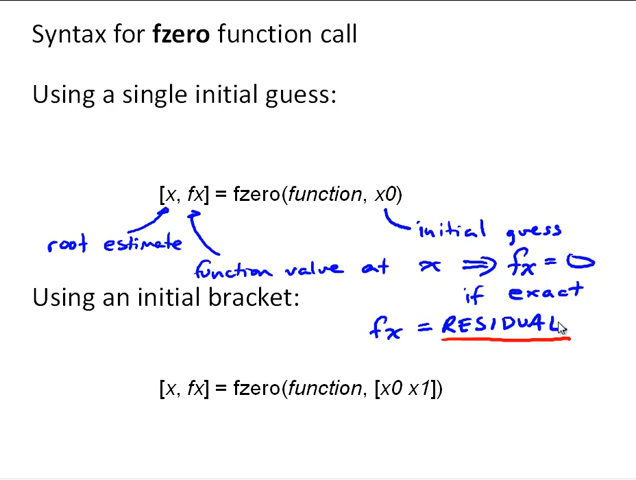 Syntax for fzero function call
Using a single initial guess:
[x, fx] = fzero(function, x0)
initial guess
root estimate
function value at x ⇒ fx = 0
if exact
Using an initial bracket:
fx = RESIDUAL
[x, fx] = fzero(function, [x0 x1])